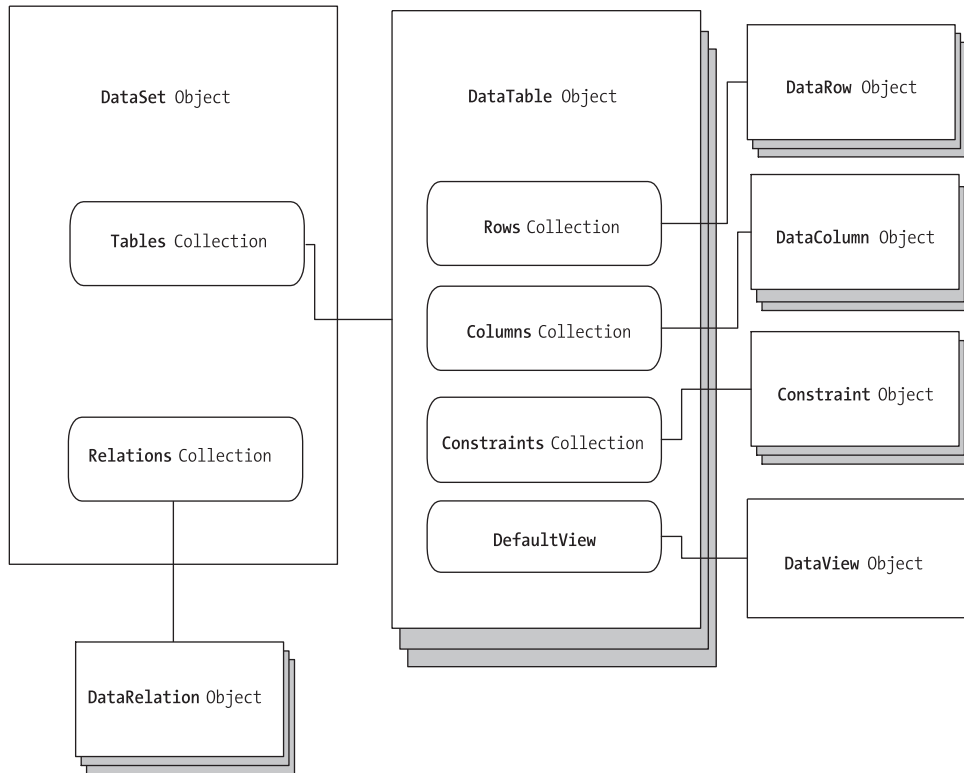 DataSet Object
Tables Collection
Relations Collection
DataRelation Object
DataTable Object
Rows Collection
Columns Collection
Constraints Collection
DefaultView
DataRow Object
DataColumn Object
Constraint Object
DataView Object